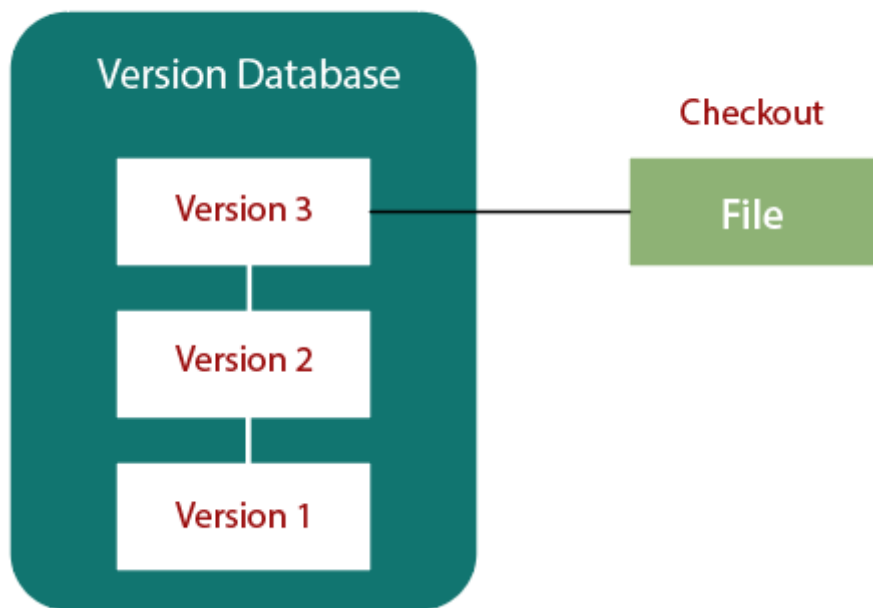 Version Database
Checkout
Version 3
File
Version 2
Version 1